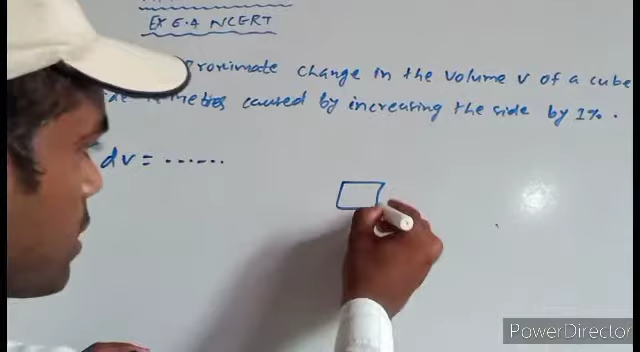 EX 6.4 NCERT
proximate change in the volume V of a cube
metres caused by increasing the side by 1%.
dv = ......
PowerDirector